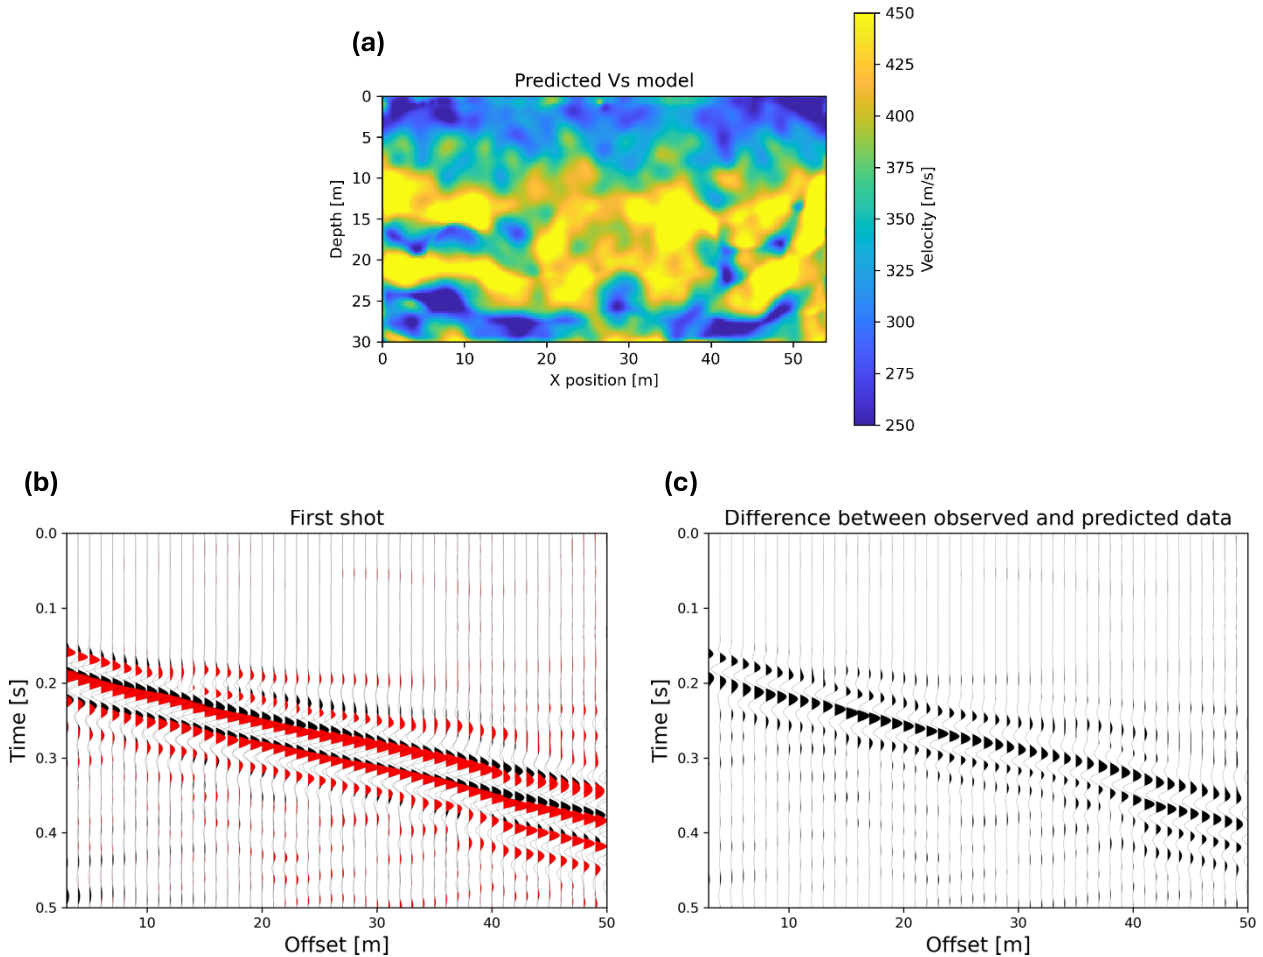 (a)
Predicted Vs model
0
5
10
15
20
25
30
Depth [m]
0 10 20 30 40 50
X position [m]
450
425
400
375
350
325
300
275
250
Velocity [m/s]
(b)
First shot
0.0
0.1
0.2
0.3
0.4
0.5
Time [s]
10 20 30 40 50
Offset [m]
(c)
Difference between observed and predicted data
0.0
0.1
0.2
0.3
0.4
0.5
Time [s]
10 20 30 40 50
Offset [m]